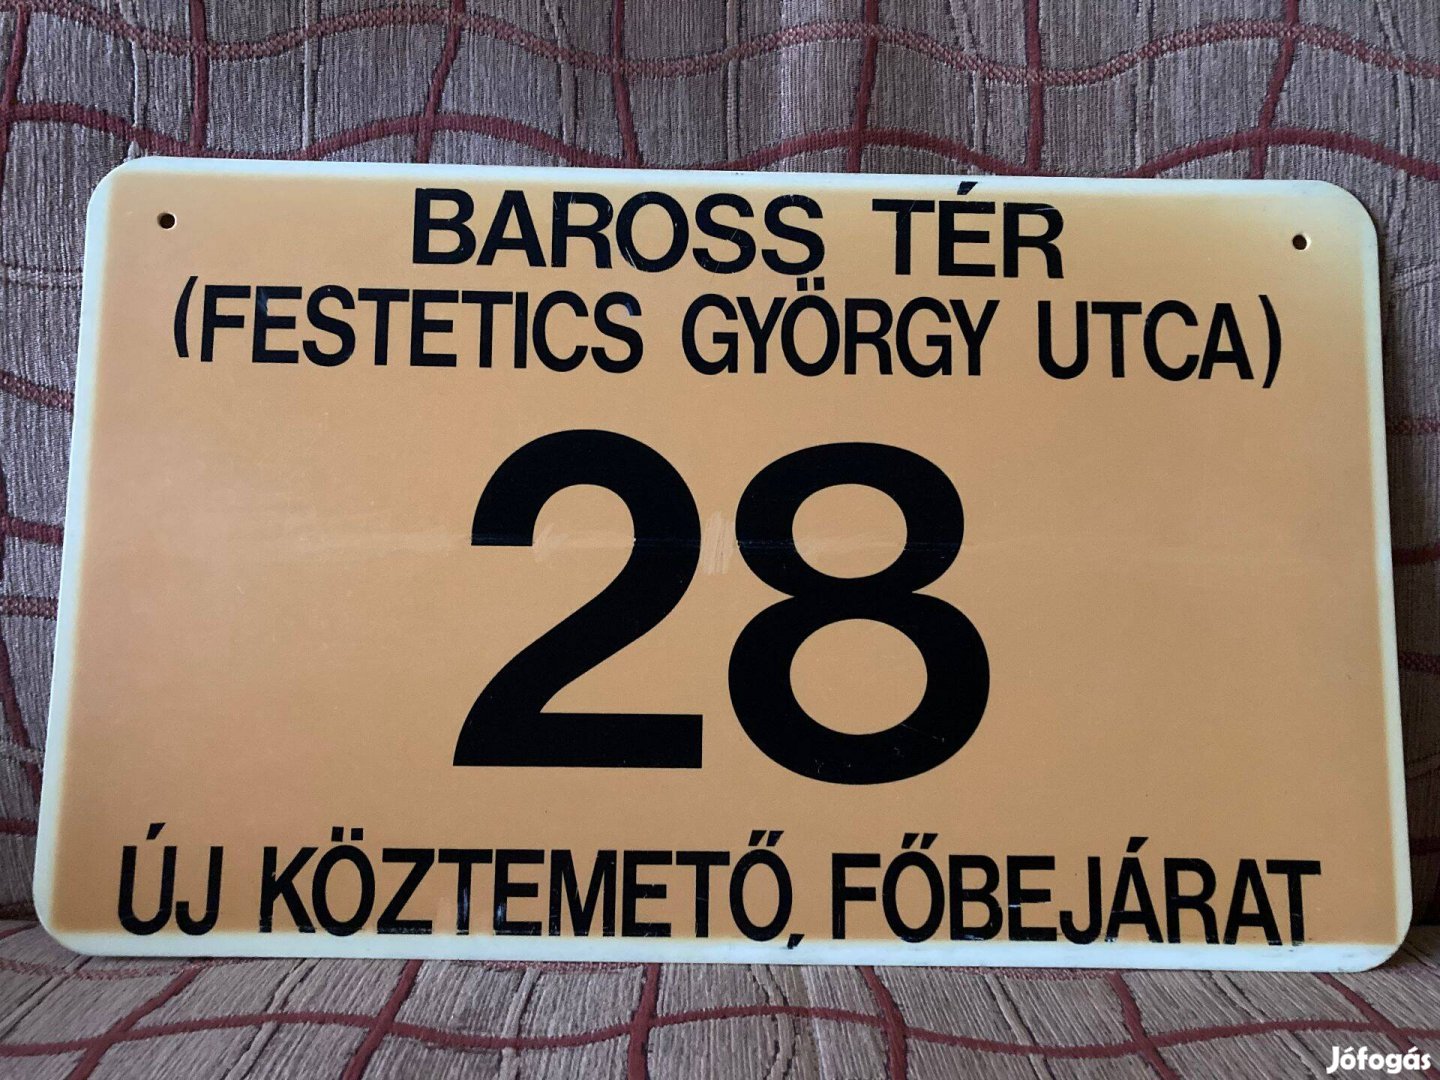 BAROSS TÉR
(FESTETICS GYÖRGY UTCA)
28
ÚJ KÖZTEMETŐ, FŐBEJÁRAT
Jófogás